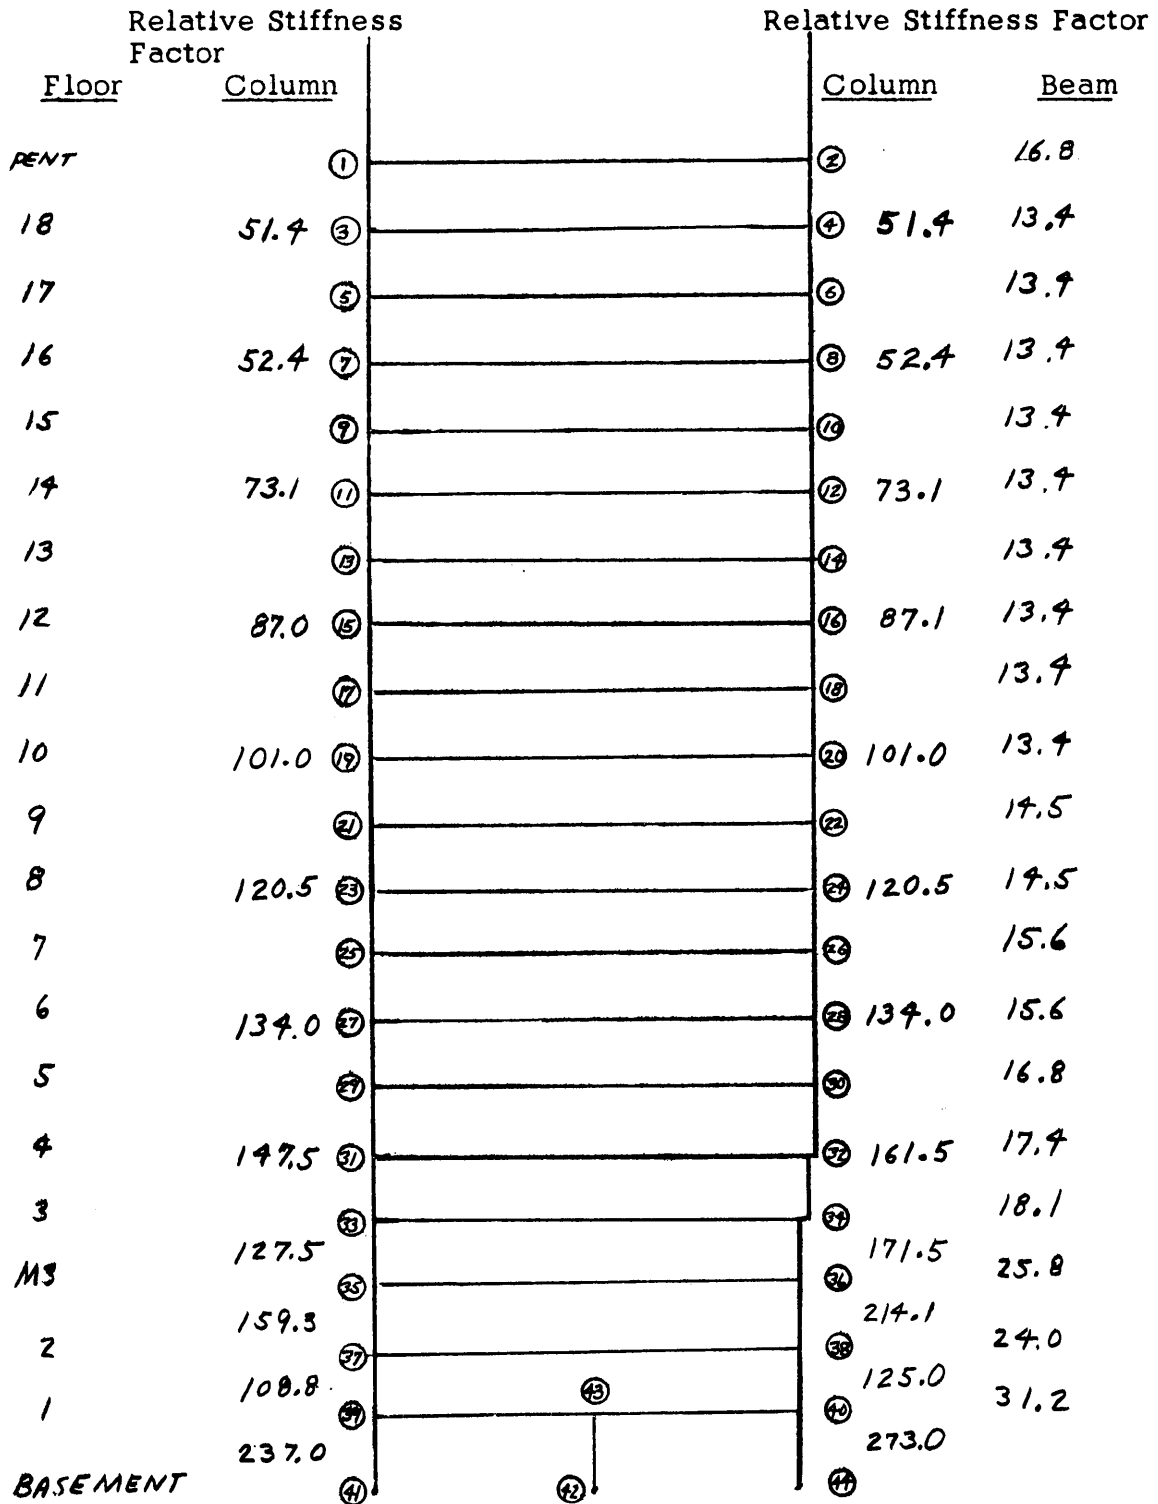 Relative Stiffness Factor Relative Stiffness Factor
Floor Column Column Beam
PENT 1 2 16.8
18 51.4 3 4 51.4 13.4
17 5 6 13.4
16 52.4 7 8 52.4 13.4
15 9 10 13.4
14 73.1 11 12 73.1 13.4
13 13 14 13.4
12 87.0 15 16 87.1 13.4
11 17 18 13.4
10 101.0 19 20 101.0 13.4
9 21 22 14.5
8 120.5 23 24 120.5 14.5
7 25 26 15.6
6 134.0 27 28 134.0 15.6
5 29 30 16.8
4 147.5 31 32 161.5 17.4
3 33 34 18.1
127.5 171.5
M3 35 36 25.8
159.3 214.1
2 37 38 24.0
108.8 43 125.0
1 39 40 31.2
237.0 273.0
BASEMENT 41 42 44